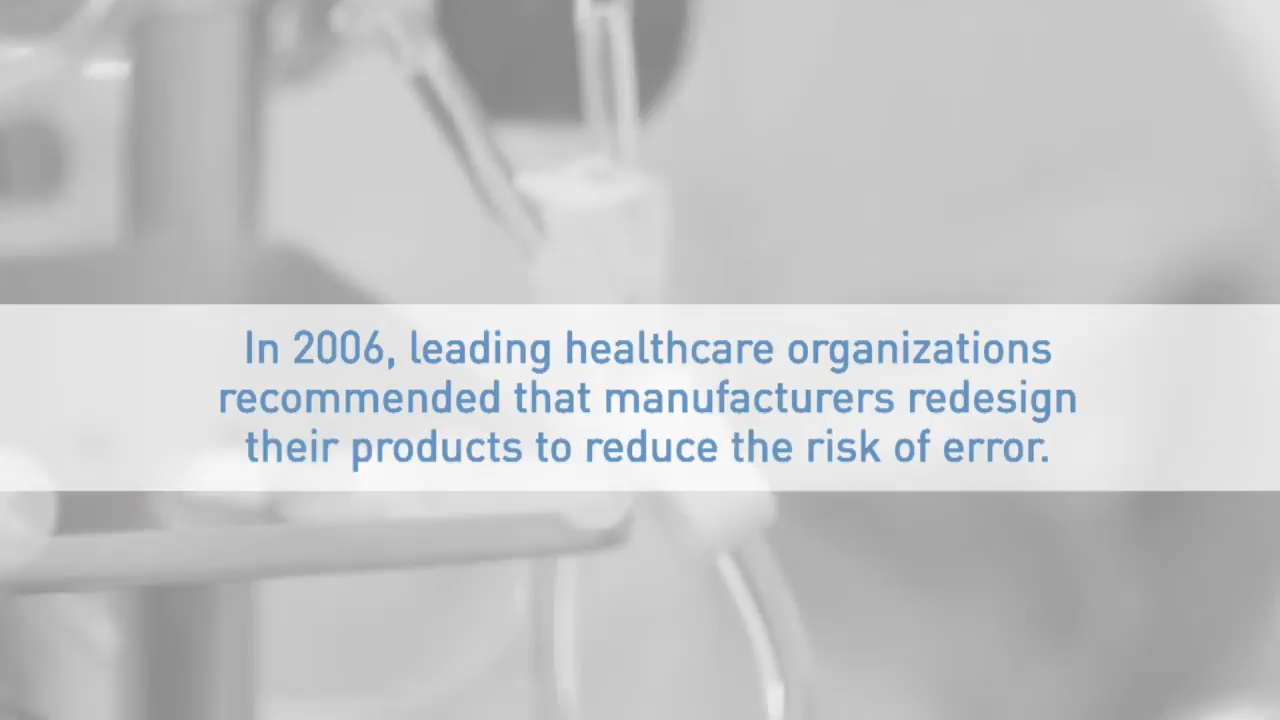 In 2006, leading healthcare organizations
recommended that manufacturers redesign
their products to reduce the risk of error.